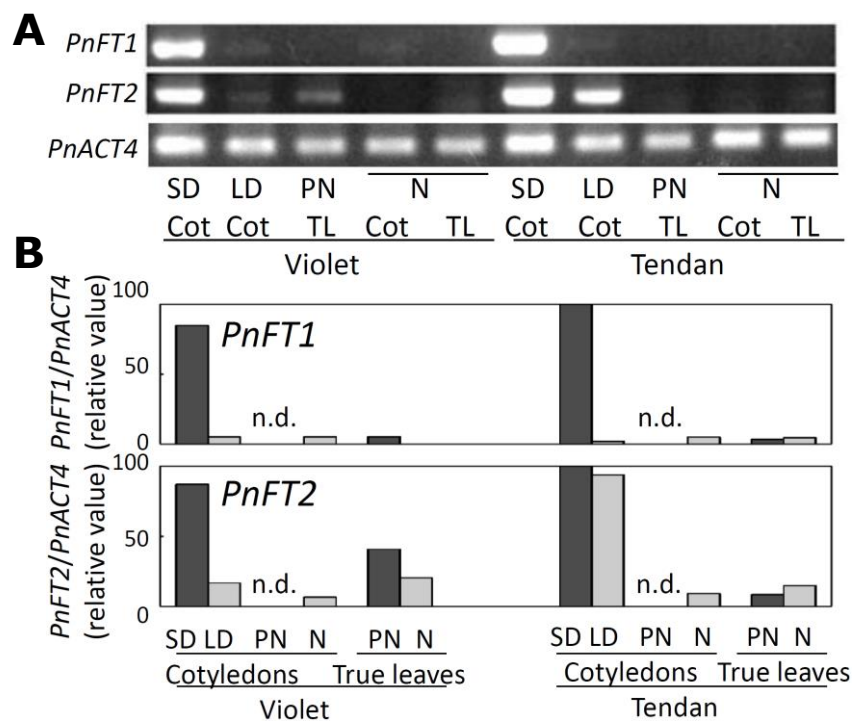 A
PnFT1
PnFT2
PnACT4
SD LD PN N SD LD PN N
Cot Cot TL Cot TL Cot Cot TL Cot TL
Violet Tendan
B
PnFT1/PnACT4
(relative value)
100
50
0
PnFT1
n.d. n.d.
PnFT2/PnACT4
(relative value)
100
50
0
PnFT2
n.d. n.d.
SD LD PN N PN N SD LD PN N PN N
Cotyledons True leaves Cotyledons True leaves
Violet Tendan